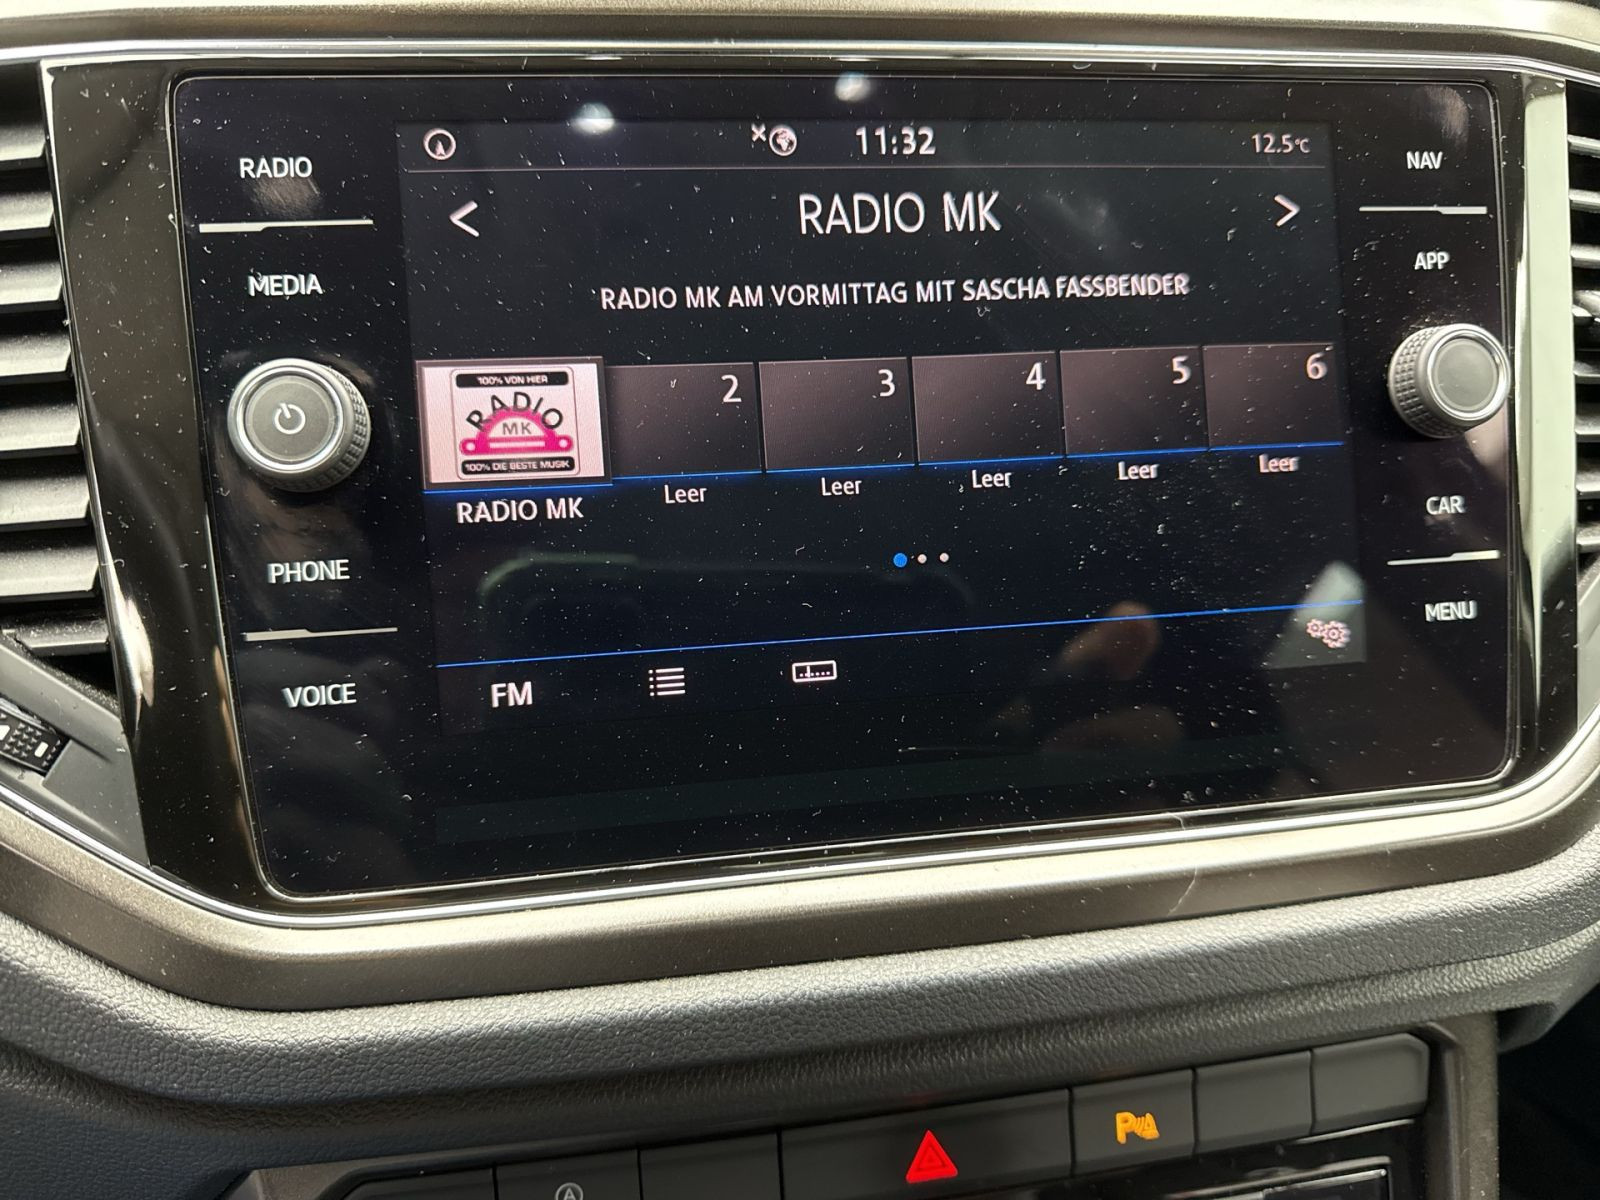 RADIO
MEDIA
PHONE
VOICE
11:32
12.5°C
RADIO MK
RADIO MK AM VORMITTAG MIT SASCHA FASSBENDER
100% VON HIER
RADIO
MK
100% DIE BESTE MUSIK
2
3
4
5
6
RADIO MK
Leer
Leer
Leer
Leer
Leer
FM
NAV
APP
CAR
MENU
P
A